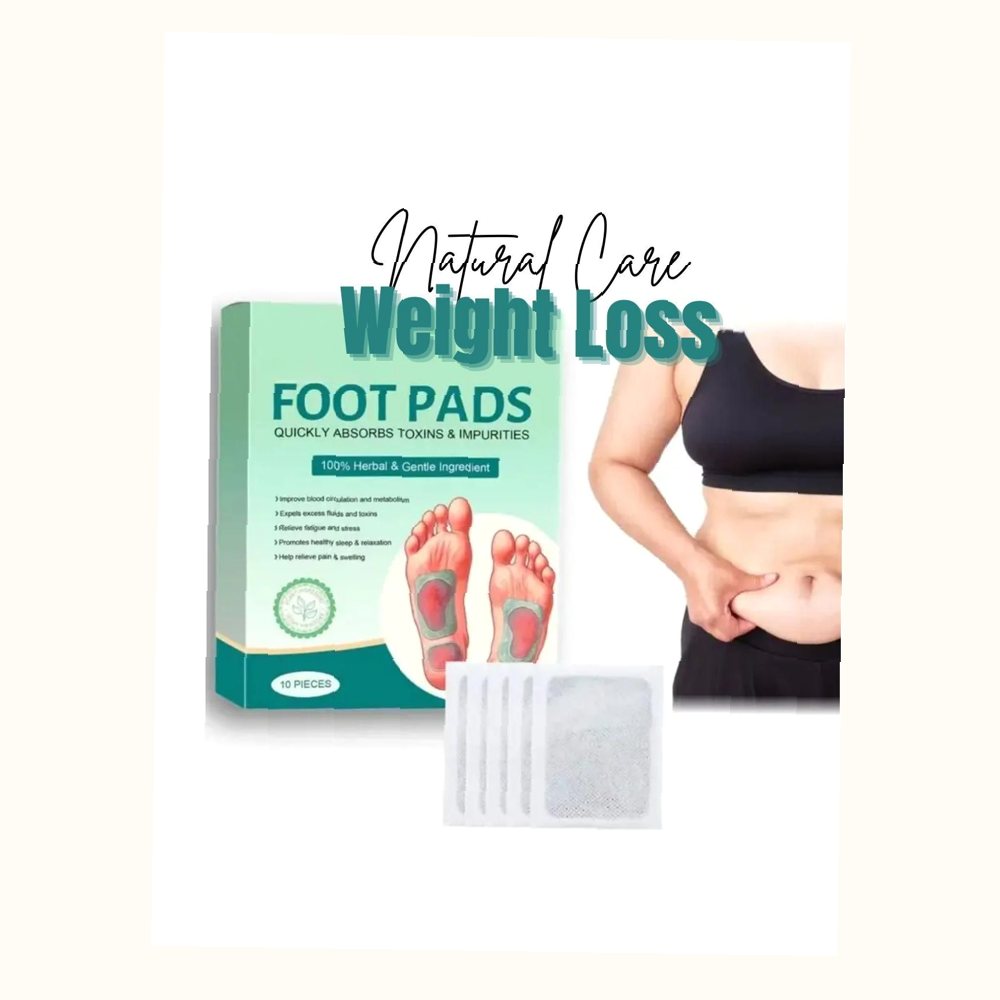 Natural Care
Weight Loss
FOOT PADS
QUICKLY ABSORBS TOXINS & IMPURITIES
100% Herbal & Gentle Ingredient
Improve blood circulation and metabolism
Expels excess fluids and toxins
Relieve fatigue and stress
Promotes healthy sleep & relaxation
Help relieve pain & swelling
10 PIECES